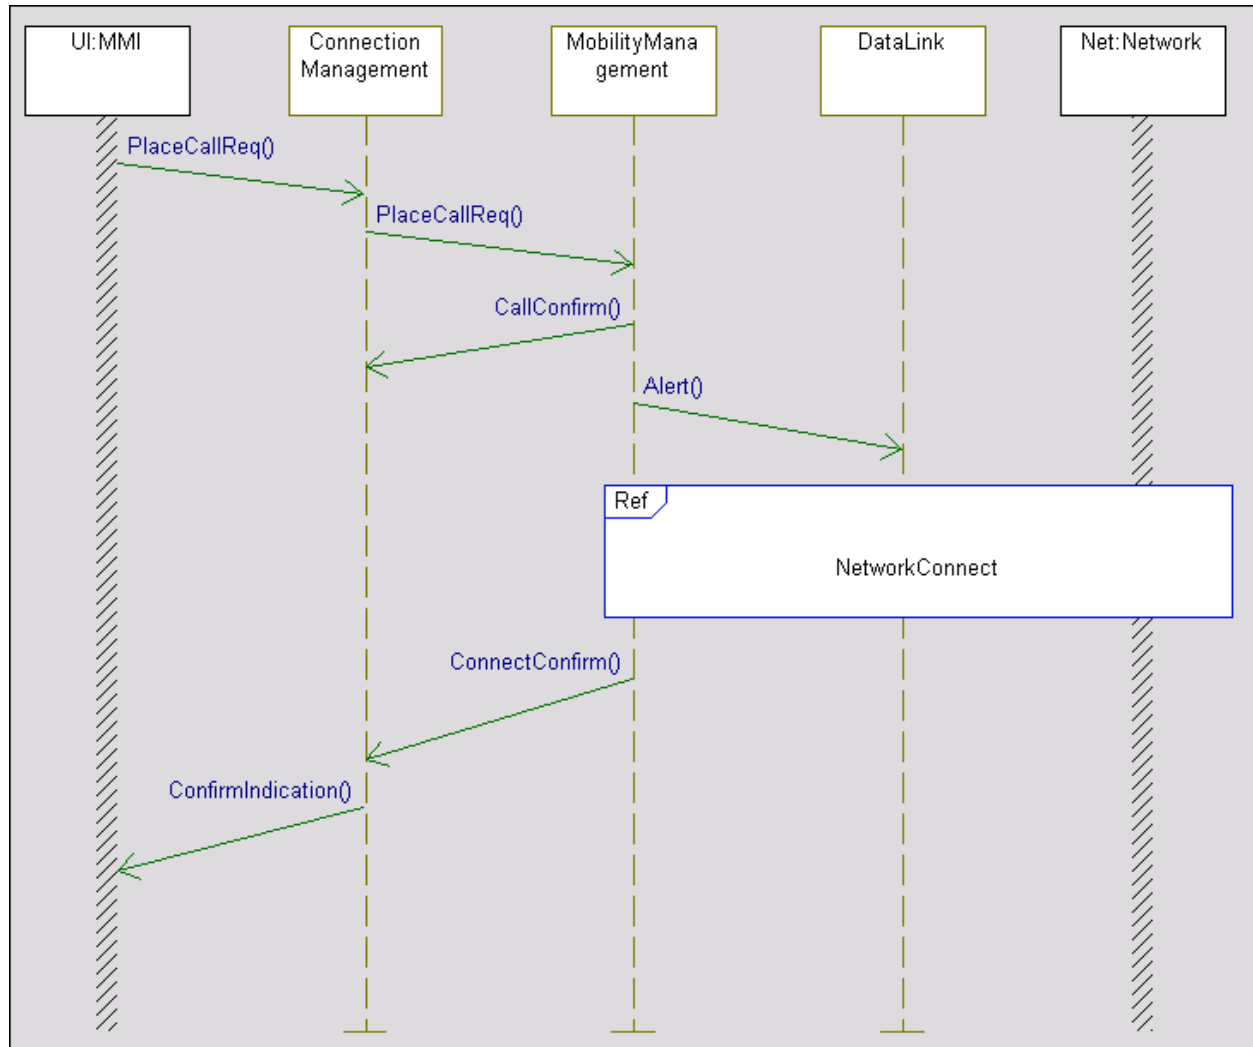 UI:MMI
Connection
Management
MobilityMana
gement
DataLink
Net:Network
PlaceCallReq()
PlaceCallReq()
CallConfirm()
Alert()
Ref
NetworkConnect
ConnectConfirm()
ConfirmIndication()